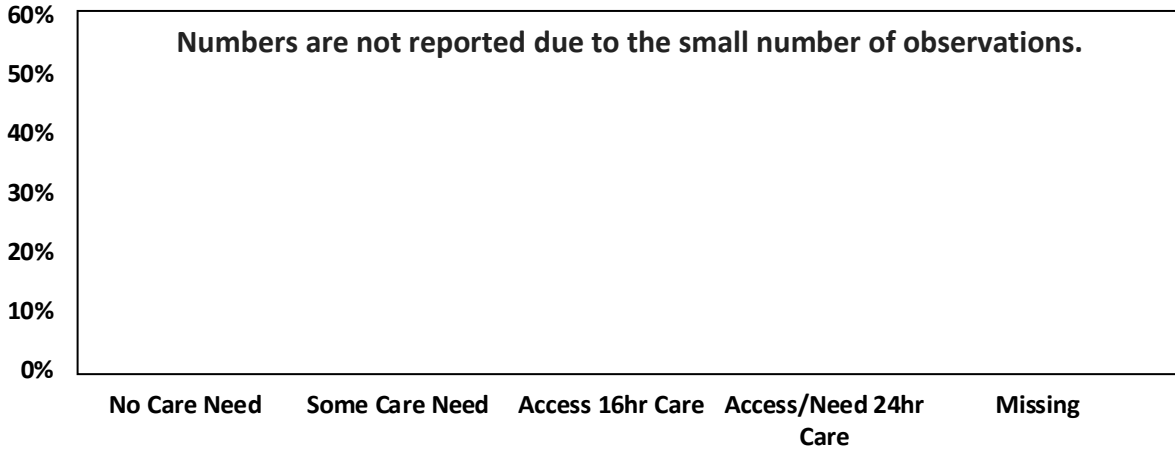 60%
Numbers are not reported due to the small number of observations.
50%
40%
30%
20%
10%
0%
No Care Need
Some Care Need
Access 16hr Care
Access/Need 24hr
Care
Missing